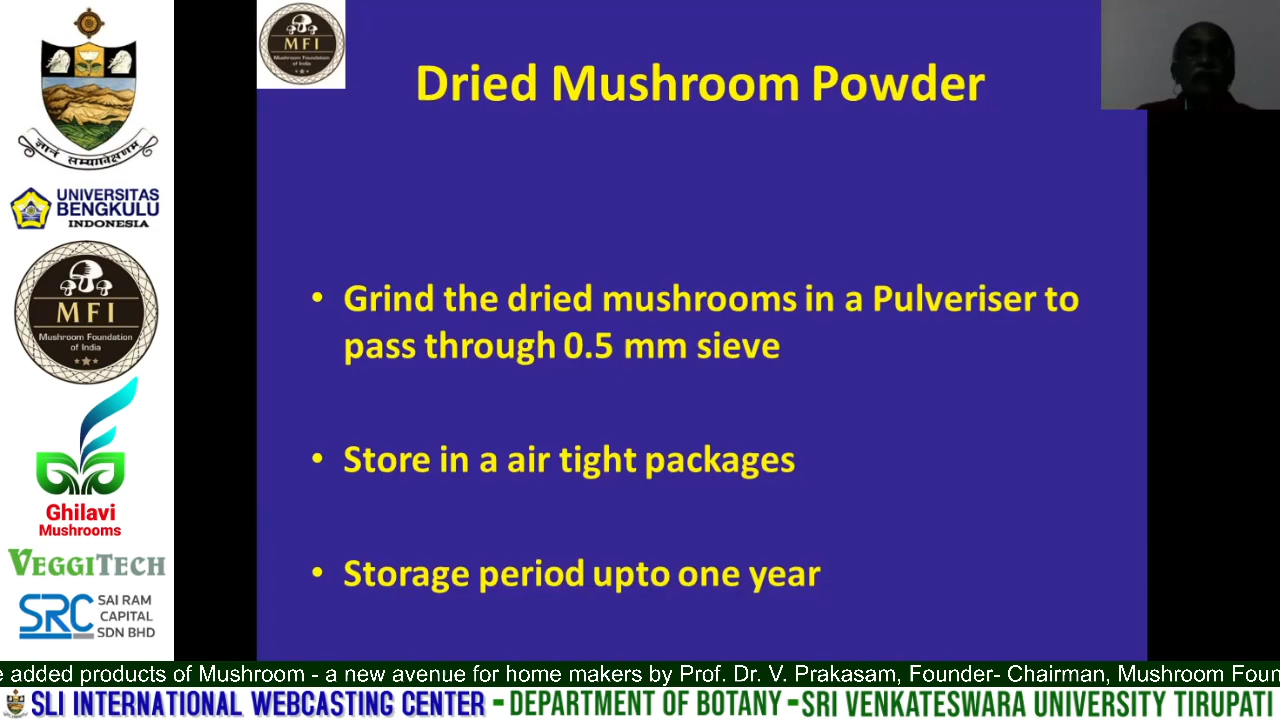 MFI
Mushroom Foundation
of India
Dried Mushroom Powder
• Grind the dried mushrooms in a Pulveriser to
pass through 0.5 mm sieve
• Store in a air tight packages
• Storage period upto one year
ज्ञानं सम्यगवेक्षणम्
UNIVERSITAS
BENGKULU
INDONESIA
MFI
Mushroom Foundation
of India
Ghilavi
Mushrooms
VEGGITECH
SRC SAI RAM
CAPITAL
SDN BHD
e added products of Mushroom - a new avenue for home makers by Prof. Dr. V. Prakasam, Founder- Chairman, Mushroom Foun
SLI INTERNATIONAL WEBCASTING CENTER - DEPARTMENT OF BOTANY - SRI VENKATESWARA UNIVERSITY TIRUPATI